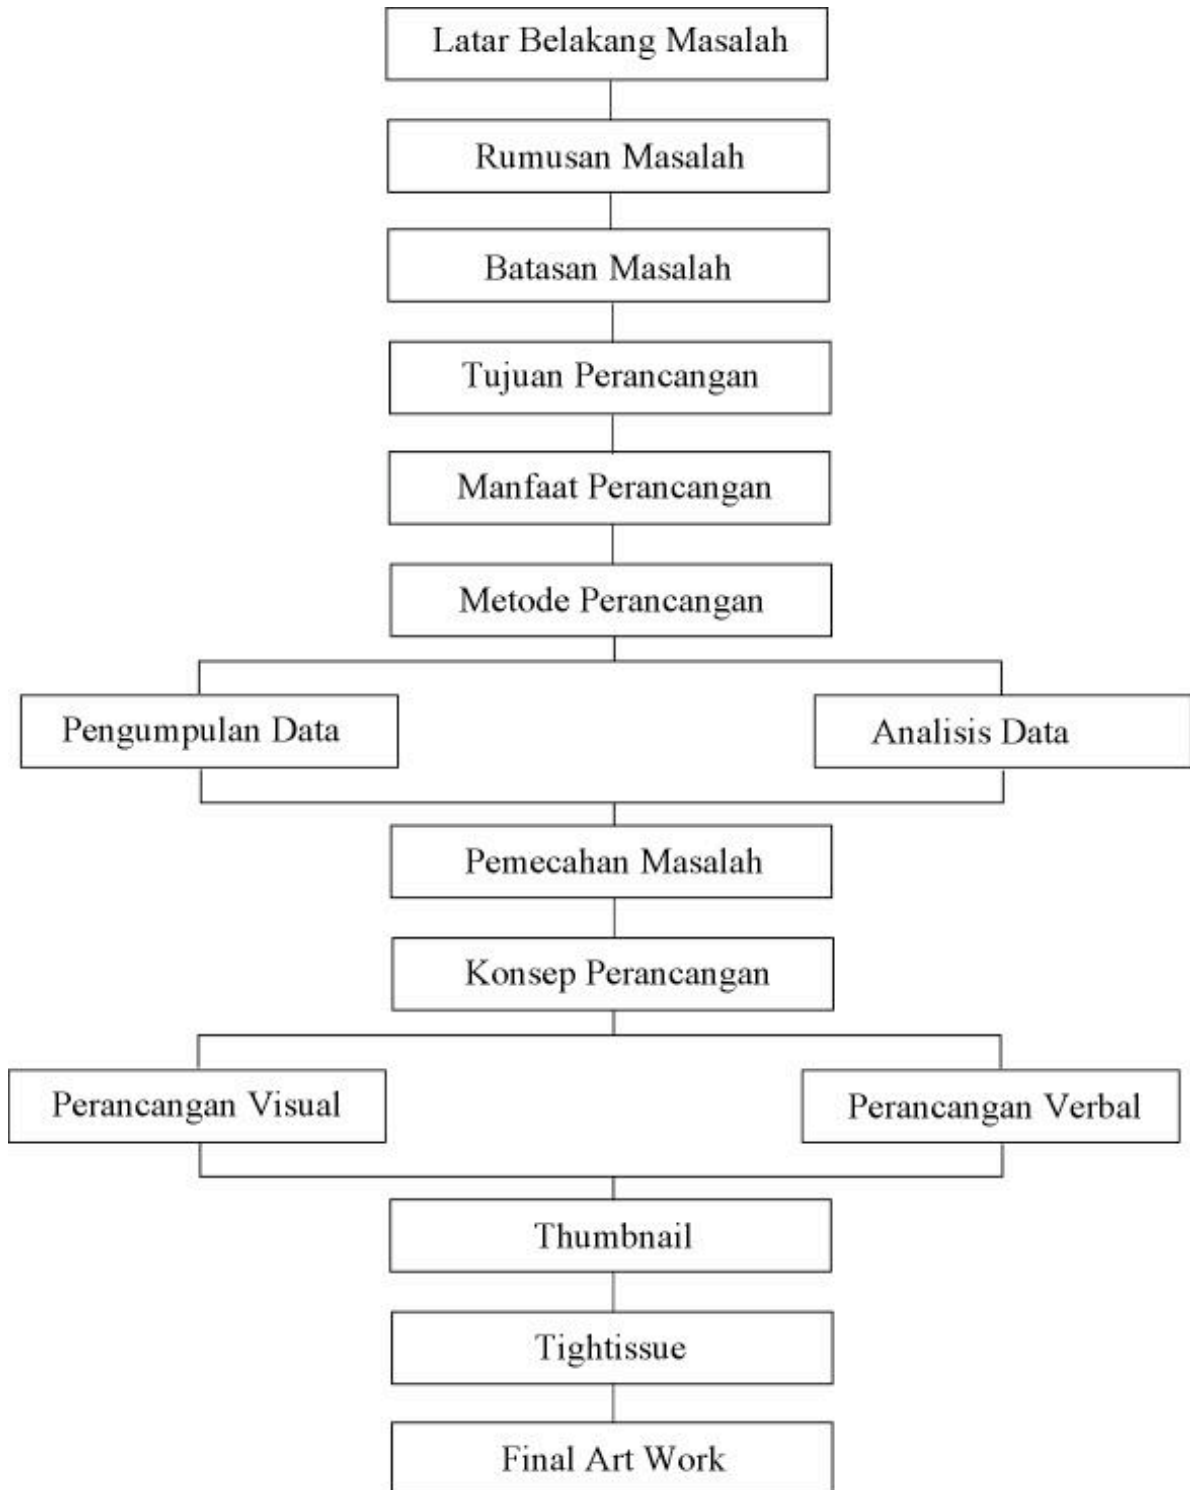 Latar Belakang Masalah
Rumusan Masalah
Batasan Masalah
Tujuan Perancangan
Manfaat Perancangan
Metode Perancangan
Pengumpulan Data
Analisis Data
Pemecahan Masalah
Konsep Perancangan
Perancangan Visual
Perancangan Verbal
Thumbnail
Tightissue
Final Art Work